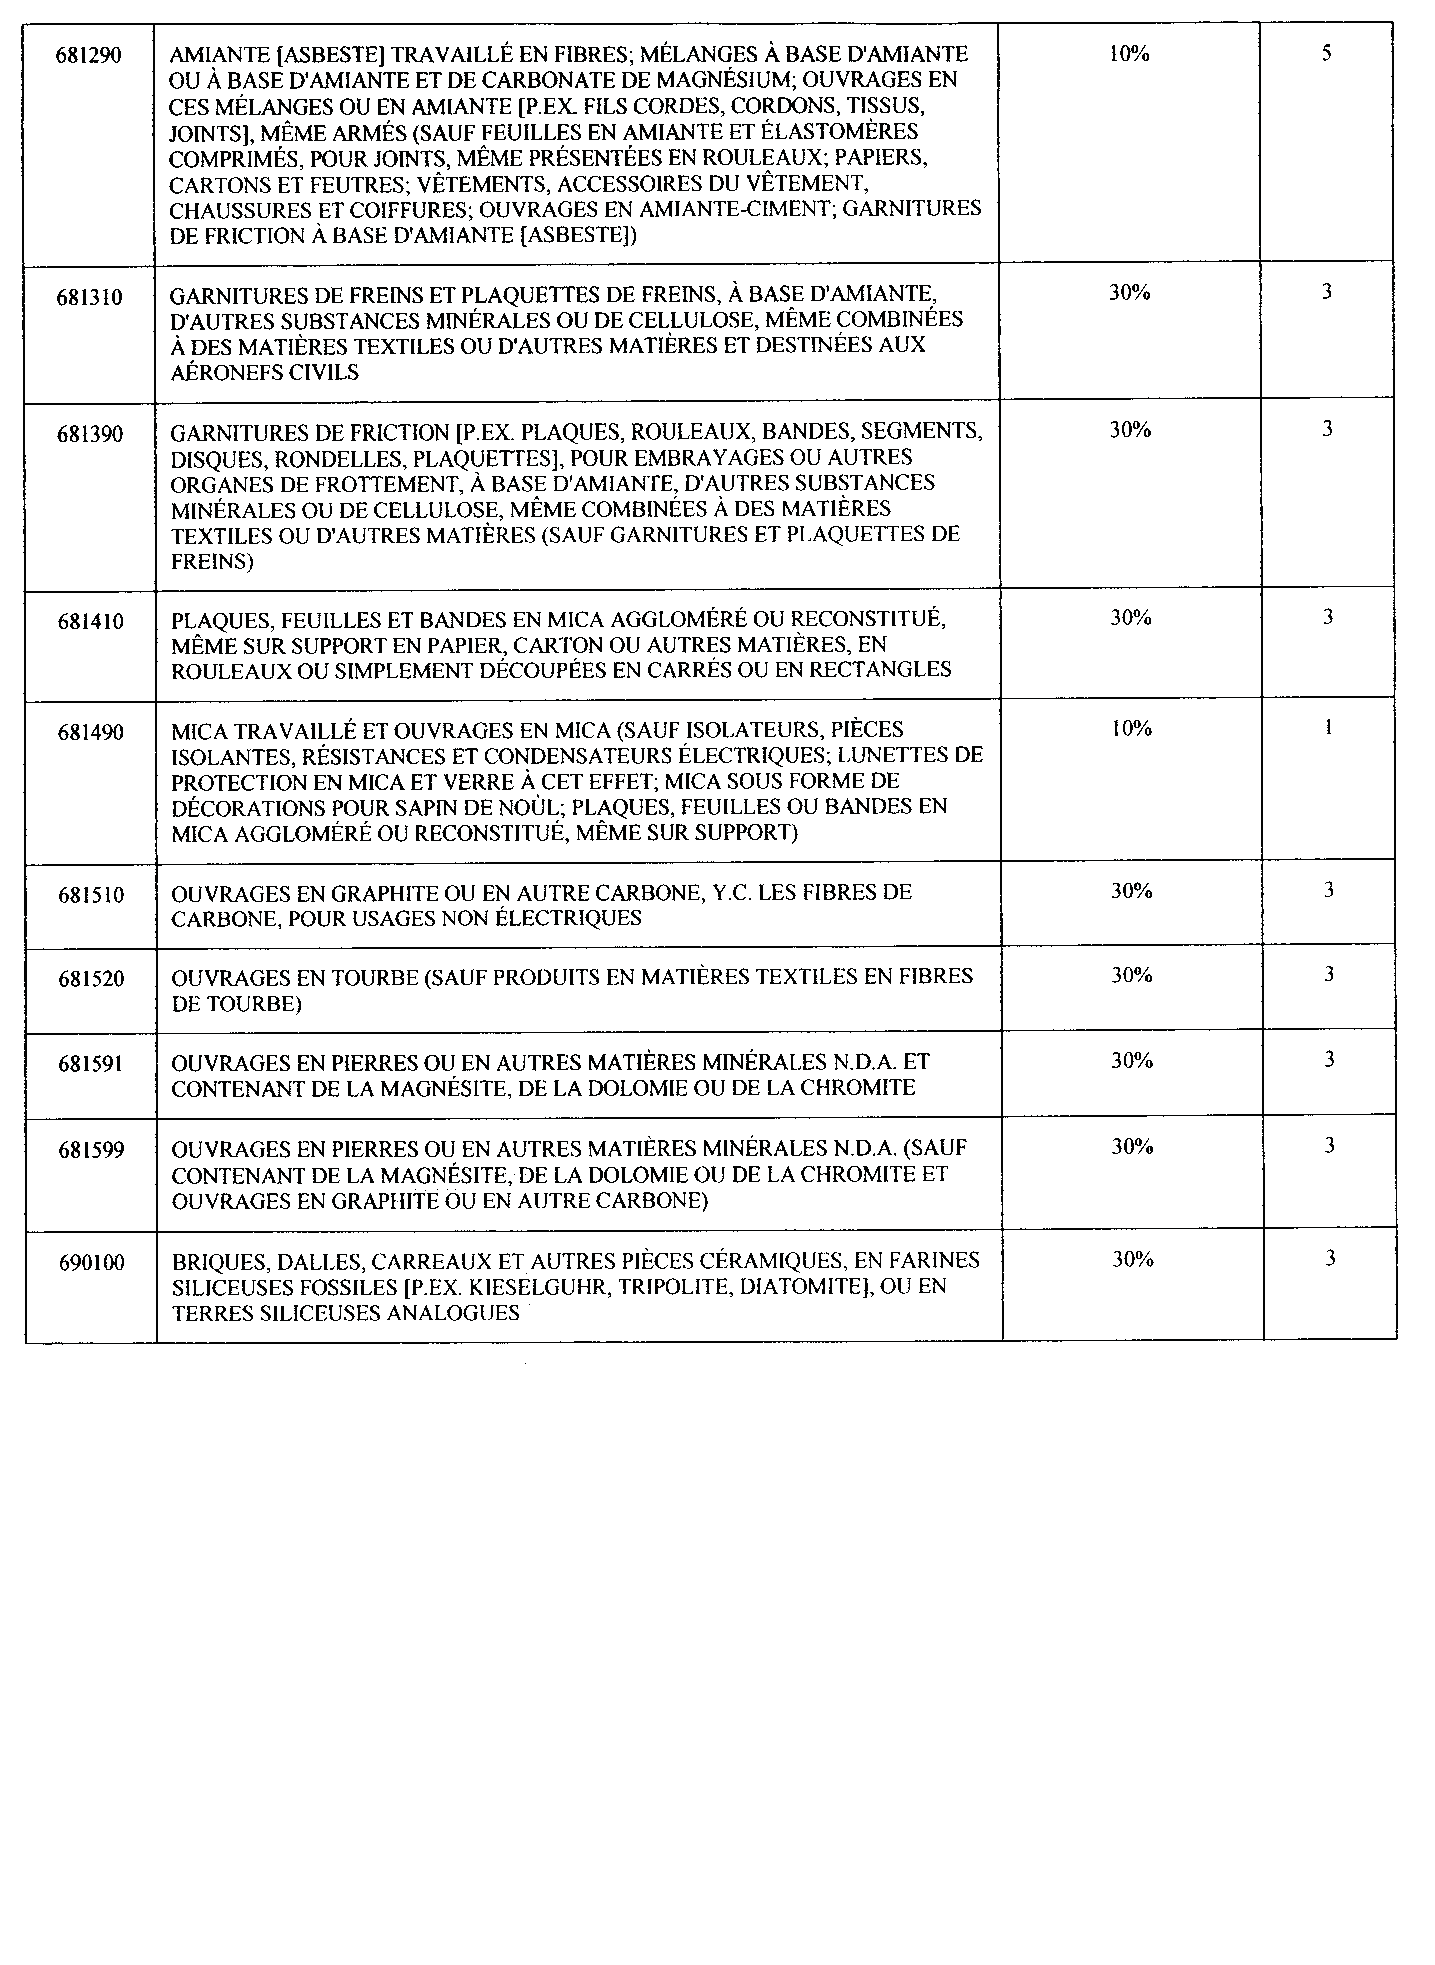 681290 AMIANTE [ASBESTE] TRAVAILLÉ EN FIBRES; MÉLANGES À BASE D'AMIANTE 10% 5
OU À BASE D'AMIANTE ET DE CARBONATE DE MAGNÉSIUM; OUVRAGES EN
CES MÉLANGES OU EN AMIANTE [P.EX. FILS CORDES, CORDONS, TISSUS,
JOINTS], MÊME ARMÉS (SAUF FEUILLES EN AMIANTE ET ÉLASTOMÈRES
COMPRIMÉS, POUR JOINTS, MÊME PRÉSENTÉES EN ROULEAUX; PAPIERS,
CARTONS ET FEUTRES; VÊTEMENTS, ACCESSOIRES DU VÊTEMENT,
CHAUSSURES ET COIFFURES; OUVRAGES EN AMIANTE-CIMENT; GARNITURES
DE FRICTION À BASE D'AMIANTE [ASBESTE])
681310 GARNITURES DE FREINS ET PLAQUETTES DE FREINS, À BASE D'AMIANTE, 30% 3
D'AUTRES SUBSTANCES MINÉRALES OU DE CELLULOSE, MÊME COMBINÉES
À DES MATIÈRES TEXTILES OU D'AUTRES MATIÈRES ET DESTINÉES AUX
AÉRONEFS CIVILS
681390 GARNITURES DE FRICTION [P.EX. PLAQUES, ROULEAUX, BANDES, SEGMENTS, 30% 3
DISQUES, RONDELLES, PLAQUETTES], POUR EMBRAYAGES OU AUTRES
ORGANES DE FROTTEMENT, À BASE D'AMIANTE, D'AUTRES SUBSTANCES
MINÉRALES OU DE CELLULOSE, MÊME COMBINÉES À DES MATIÈRES
TEXTILES OU D'AUTRES MATIÈRES (SAUF GARNITURES ET PLAQUETTES DE
FREINS)
681410 PLAQUES, FEUILLES ET BANDES EN MICA AGGLOMÉRÉ OU RECONSTITUÉ, 30% 3
MÊME SUR SUPPORT EN PAPIER, CARTON OU AUTRES MATIÈRES, EN
ROULEAUX OU SIMPLEMENT DÉCOUPÉES EN CARRÉS OU EN RECTANGLES
681490 MICA TRAVAILLÉ ET OUVRAGES EN MICA (SAUF ISOLATEURS, PIÈCES 10% 1
ISOLANTES, RÉSISTANCES ET CONDENSATEURS ÉLECTRIQUES; LUNETTES DE
PROTECTION EN MICA ET VERRE À CET EFFET; MICA SOUS FORME DE
DÉCORATIONS POUR SAPIN DE NOÙL; PLAQUES, FEUILLES OU BANDES EN
MICA AGGLOMÉRÉ OU RECONSTITUÉ, MÊME SUR SUPPORT)
681510 OUVRAGES EN GRAPHITE OU EN AUTRE CARBONE, Y.C. LES FIBRES DE 30% 3
CARBONE, POUR USAGES NON ÉLECTRIQUES
681520 OUVRAGES EN TOURBE (SAUF PRODUITS EN MATIÈRES TEXTILES EN FIBRES 30% 3
DE TOURBE)
681591 OUVRAGES EN PIERRES OU EN AUTRES MATIÈRES MINÉRALES N.D.A. ET 30% 3
CONTENANT DE LA MAGNÉSITE, DE LA DOLOMIE OU DE LA CHROMITE
681599 OUVRAGES EN PIERRES OU EN AUTRES MATIÈRES MINÉRALES N.D.A. (SAUF 30% 3
CONTENANT DE LA MAGNÉSITE, DE LA DOLOMIE OU DE LA CHROMITE ET
OUVRAGES EN GRAPHITE OU EN AUTRE CARBONE)
690100 BRIQUES, DALLES, CARREAUX ET AUTRES PIÈCES CÉRAMIQUES, EN FARINES 30% 3
SILICEUSES FOSSILES [P.EX. KIESELGUHR, TRIPOLITE, DIATOMITE], OU EN
TERRES SILICEUSES ANALOGUES